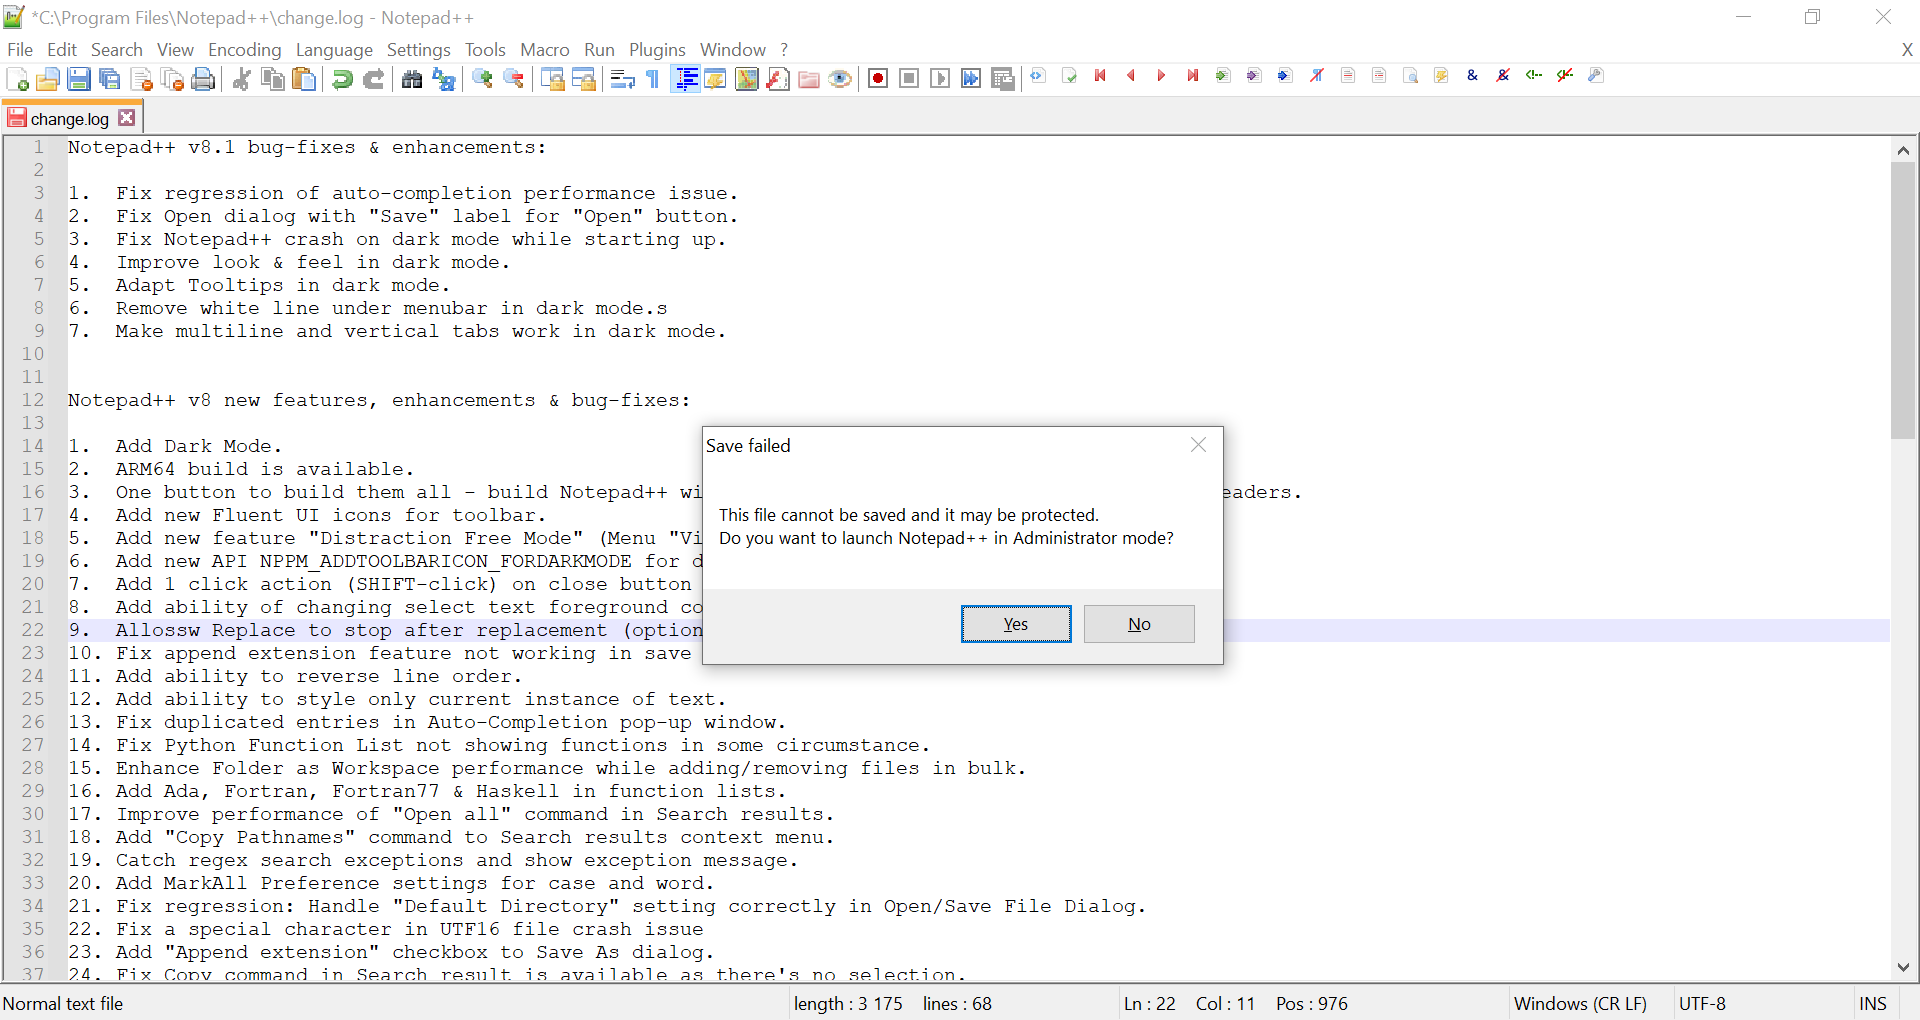 *C:\Program Files\Notepad++\change.log - Notepad++
File Edit Search View Encoding Language Settings Tools Macro Run Plugins Window ? X
change.log
1 Notepad++ v8.1 bug-fixes & enhancements:
2
3 1. Fix regression of auto-completion performance issue.
4 2. Fix Open dialog with "Save" label for "Open" button.
5 3. Fix Notepad++ crash on dark mode while starting up.
6 4. Improve look & feel in dark mode.
7 5. Adapt Tooltips in dark mode.
8 6. Remove white line under menubar in dark mode.s
9 7. Make multiline and vertical tabs work in dark mode.
10
11
12 Notepad++ v8 new features, enhancements & bug-fixes:
13
14 1. Add Dark Mode.
15 2. ARM64 build is available.
16 3. One button to build them all - build Notepad++ wi eaders.
17 4. Add new Fluent UI icons for toolbar.
18 5. Add new feature "Distraction Free Mode" (Menu "Vi
19 6. Add new API NPPM_ADDTOOLBARICON_FORDARKMODE for d
20 7. Add 1 click action (SHIFT-click) on close button
21 8. Add ability of changing select text foreground co
22 9. Allossw Replace to stop after replacement (option
23 10. Fix append extension feature not working in save
24 11. Add ability to reverse line order.
25 12. Add ability to style only current instance of text.
26 13. Fix duplicated entries in Auto-Completion pop-up window.
27 14. Fix Python Function List not showing functions in some circumstance.
28 15. Enhance Folder as Workspace performance while adding/removing files in bulk.
29 16. Add Ada, Fortran, Fortran77 & Haskell in function lists.
30 17. Improve performance of "Open all" command in Search results.
31 18. Add "Copy Pathnames" command to Search results context menu.
32 19. Catch regex search exceptions and show exception message.
33 20. Add MarkAll Preference settings for case and word.
34 21. Fix regression: Handle "Default Directory" setting correctly in Open/Save File Dialog.
35 22. Fix a special character in UTF16 file crash issue
36 23. Add "Append extension" checkbox to Save As dialog.
37 24. Fix Copy command in Search result is available as there's no selection.
Save failed
This file cannot be saved and it may be protected.
Do you want to launch Notepad++ in Administrator mode?
Yes No
Normal text file length : 3 175 lines : 68 Ln : 22 Col : 11 Pos : 976 Windows (CR LF) UTF-8 INS